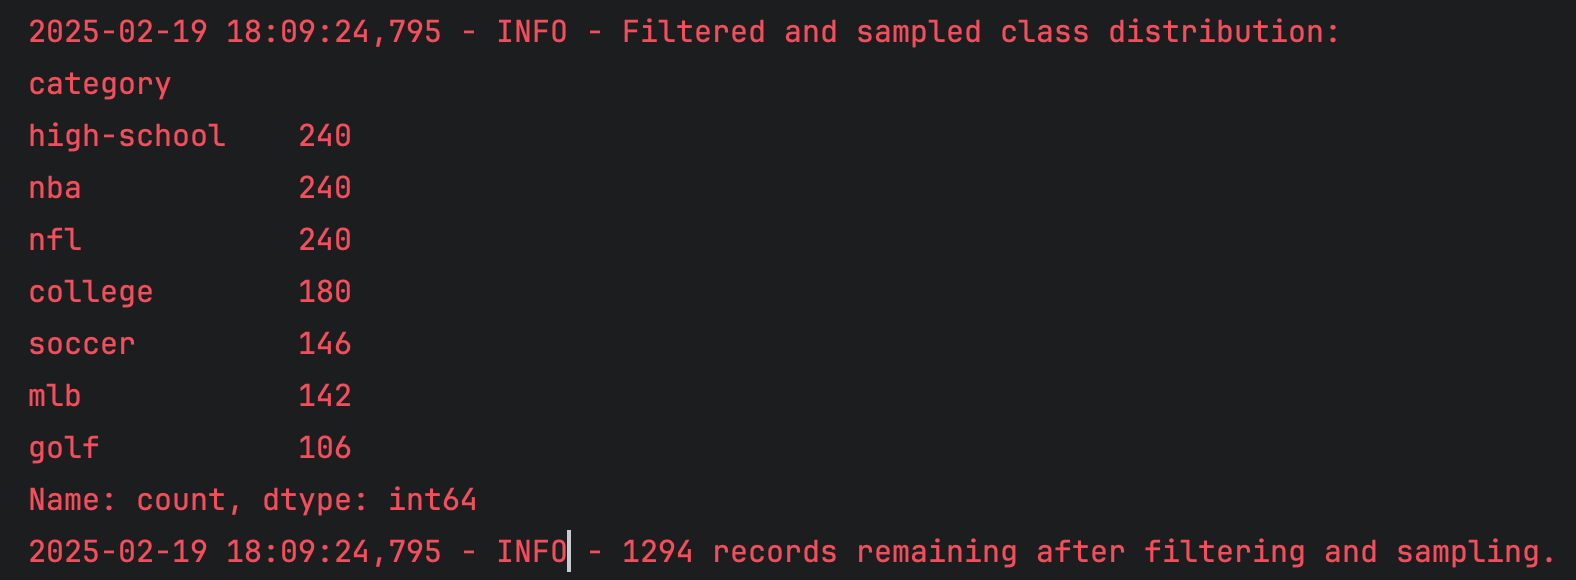 2025-02-19 18:09:24,795 - INFO - Filtered and sampled class distribution:
category
high-school    240
nba            240
nfl            240
college        180
soccer         146
mlb            142
golf           106
Name: count, dtype: int64
2025-02-19 18:09:24,795 - INFO - 1294 records remaining after filtering and sampling.